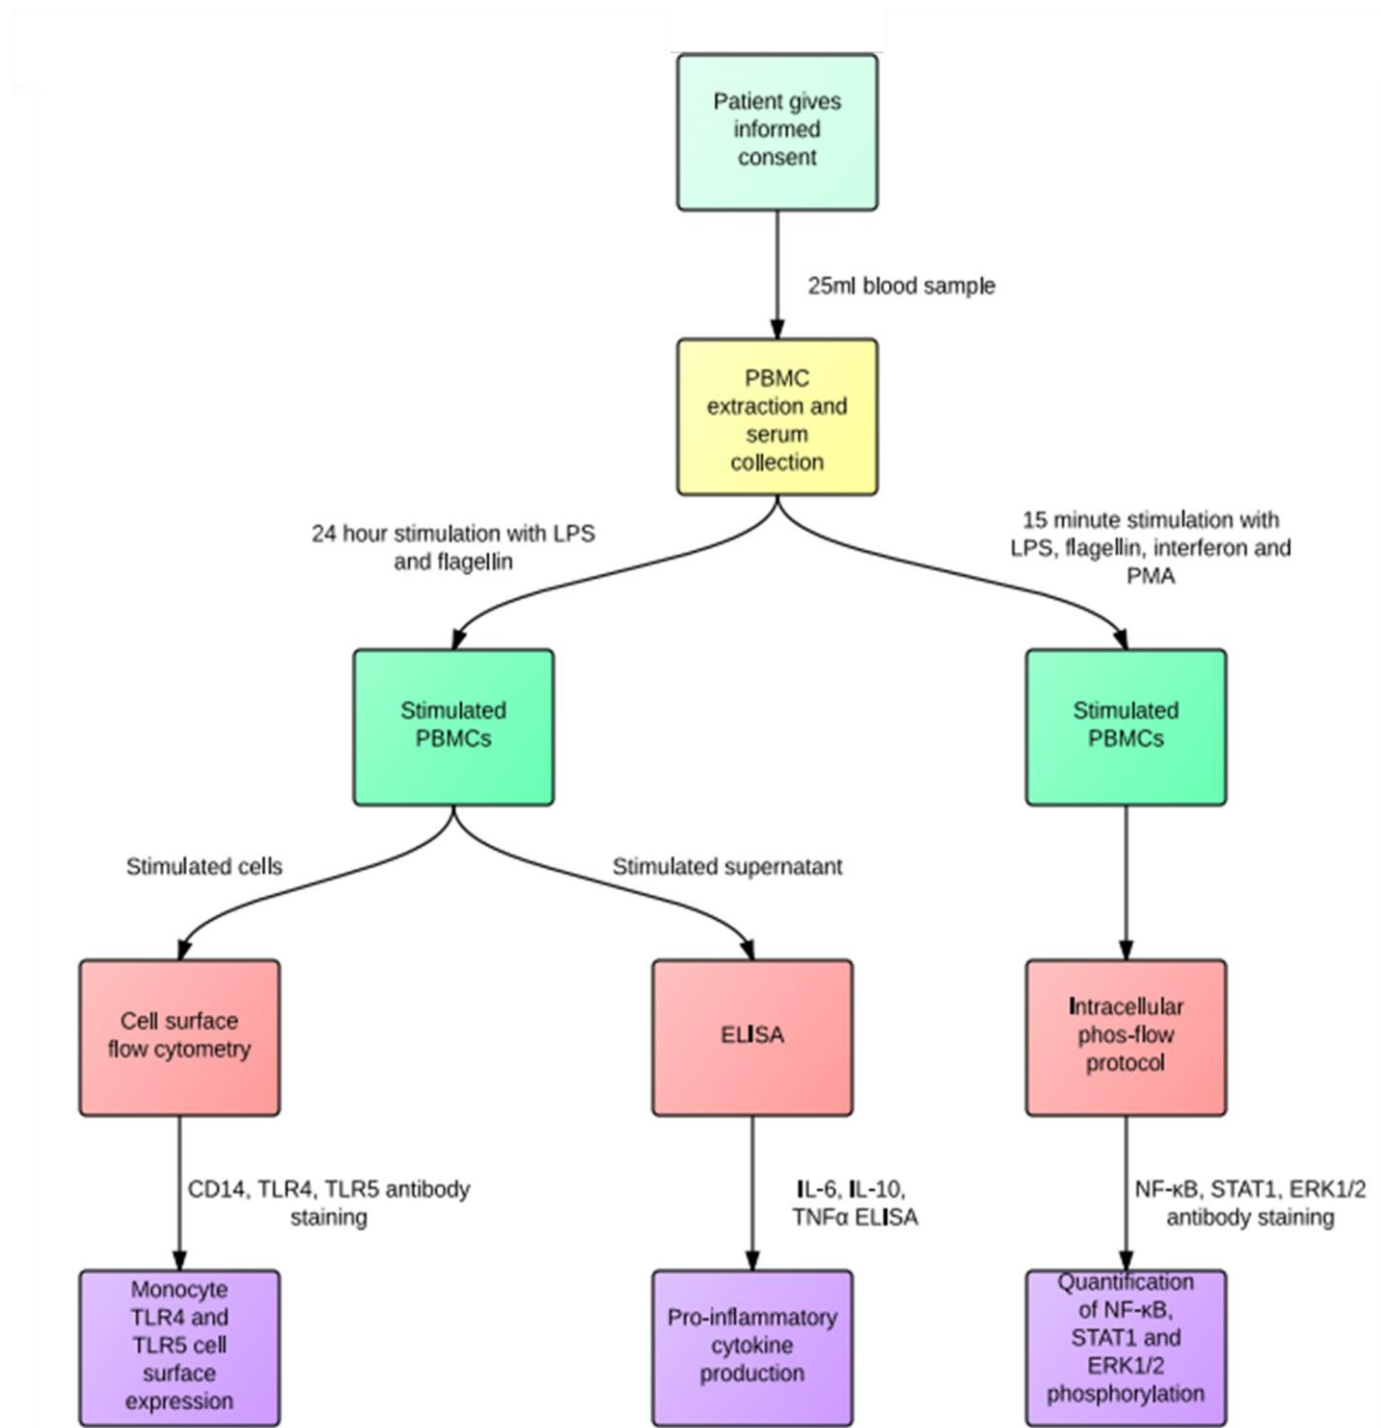 Patient gives
informed
consent
25ml blood sample
PBMC
extraction and
serum
collection
24 hour stimulation with LPS
and flagellin
15 minute stimulation with
LPS, flagellin, interferon and
PMA
Stimulated
PBMCs
Stimulated
PBMCs
Stimulated cells
Stimulated supernatant
Cell surface
flow cytometry
ELISA
Intracellular
phos-flow
protocol
CD14, TLR4, TLR5 antibody
staining
IL-6, IL-10,
TNFα ELISA
NF-κB, STAT1, ERK1/2
antibody staining
Monocyte
TLR4 and
TLR5 cell
surface
expression
Pro-inflammatory
cytokine
production
Quantification
of NF-κB,
STAT1 and
ERK1/2
phosphorylation